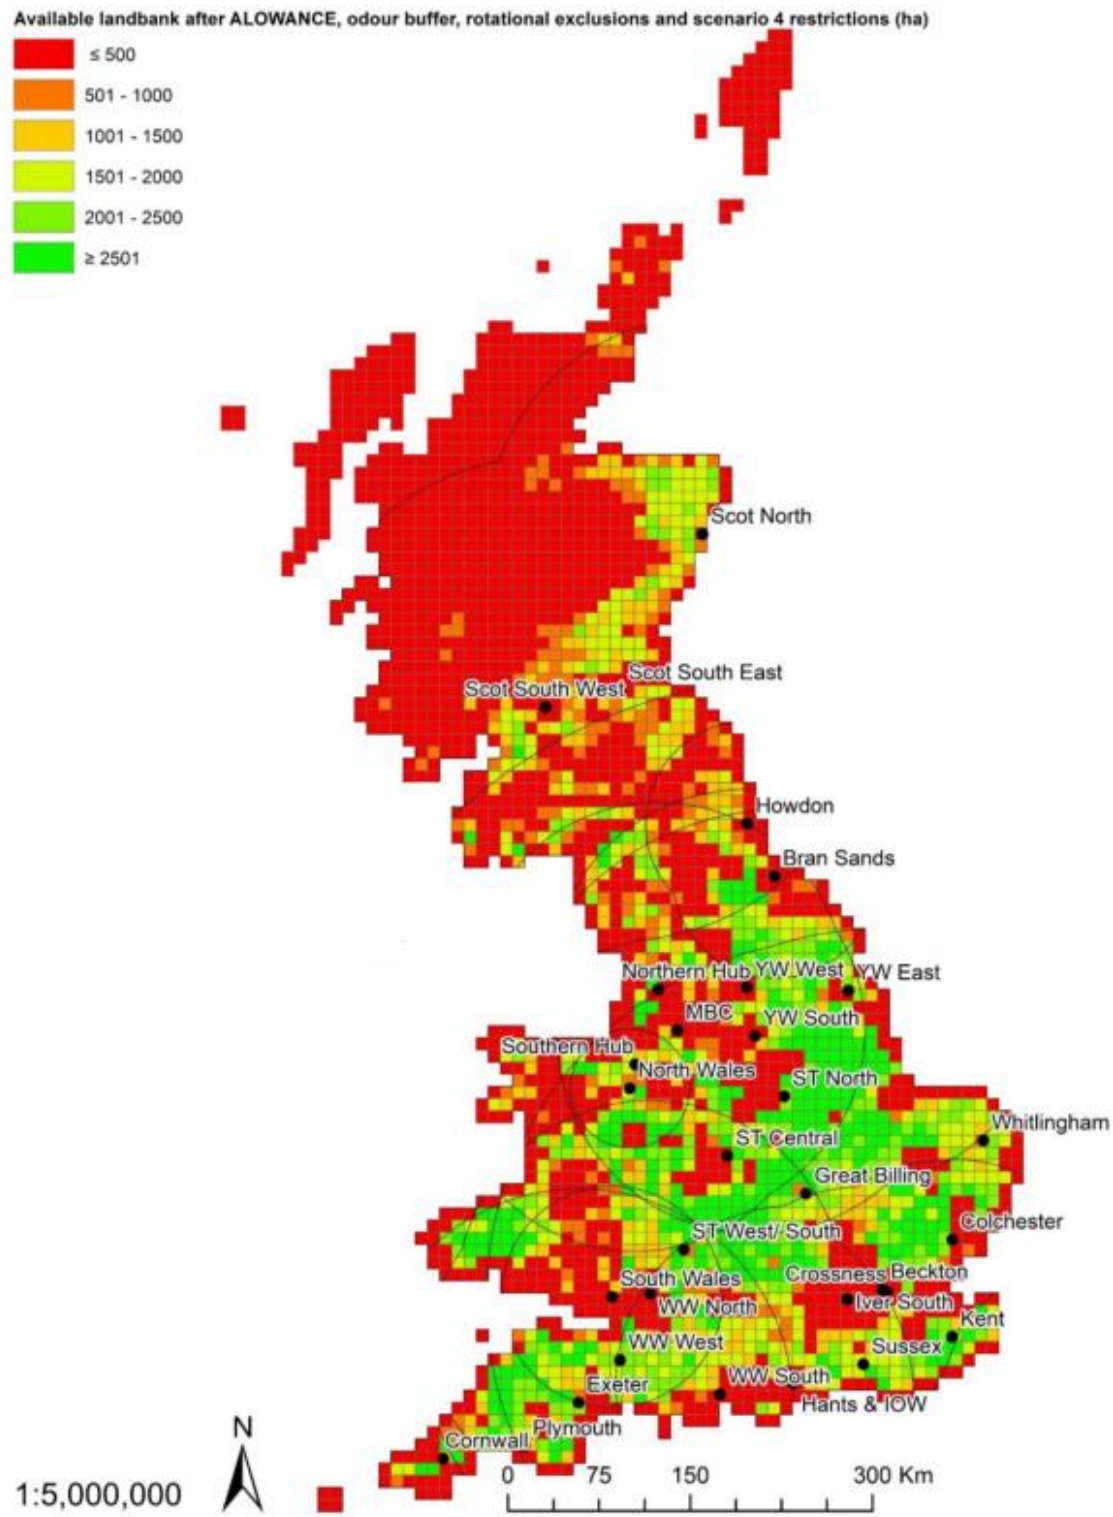 Available landbank after ALOWANCE, odour buffer, rotational exclusions and scenario 4 restrictions (ha)
≤ 500
501 - 1000
1001 - 1500
1501 - 2000
2001 - 2500
≥ 2501
Scot North
Scot South East
Scot South West
Howdon
Bran Sands
Northern Hub
YW West
YW East
MBC
YW South
Southern Hub
North Wales
ST North
Whitlingham
ST Central
Great Billing
Colchester
ST West/ South
Crossness
Beckton
South Wales
Iver South
WW North
Kent
WW West
Sussex
WW South
Exeter
Hants & IOW
Plymouth
Cornwall
N
1:5,000,000
0 75 150 300 Km